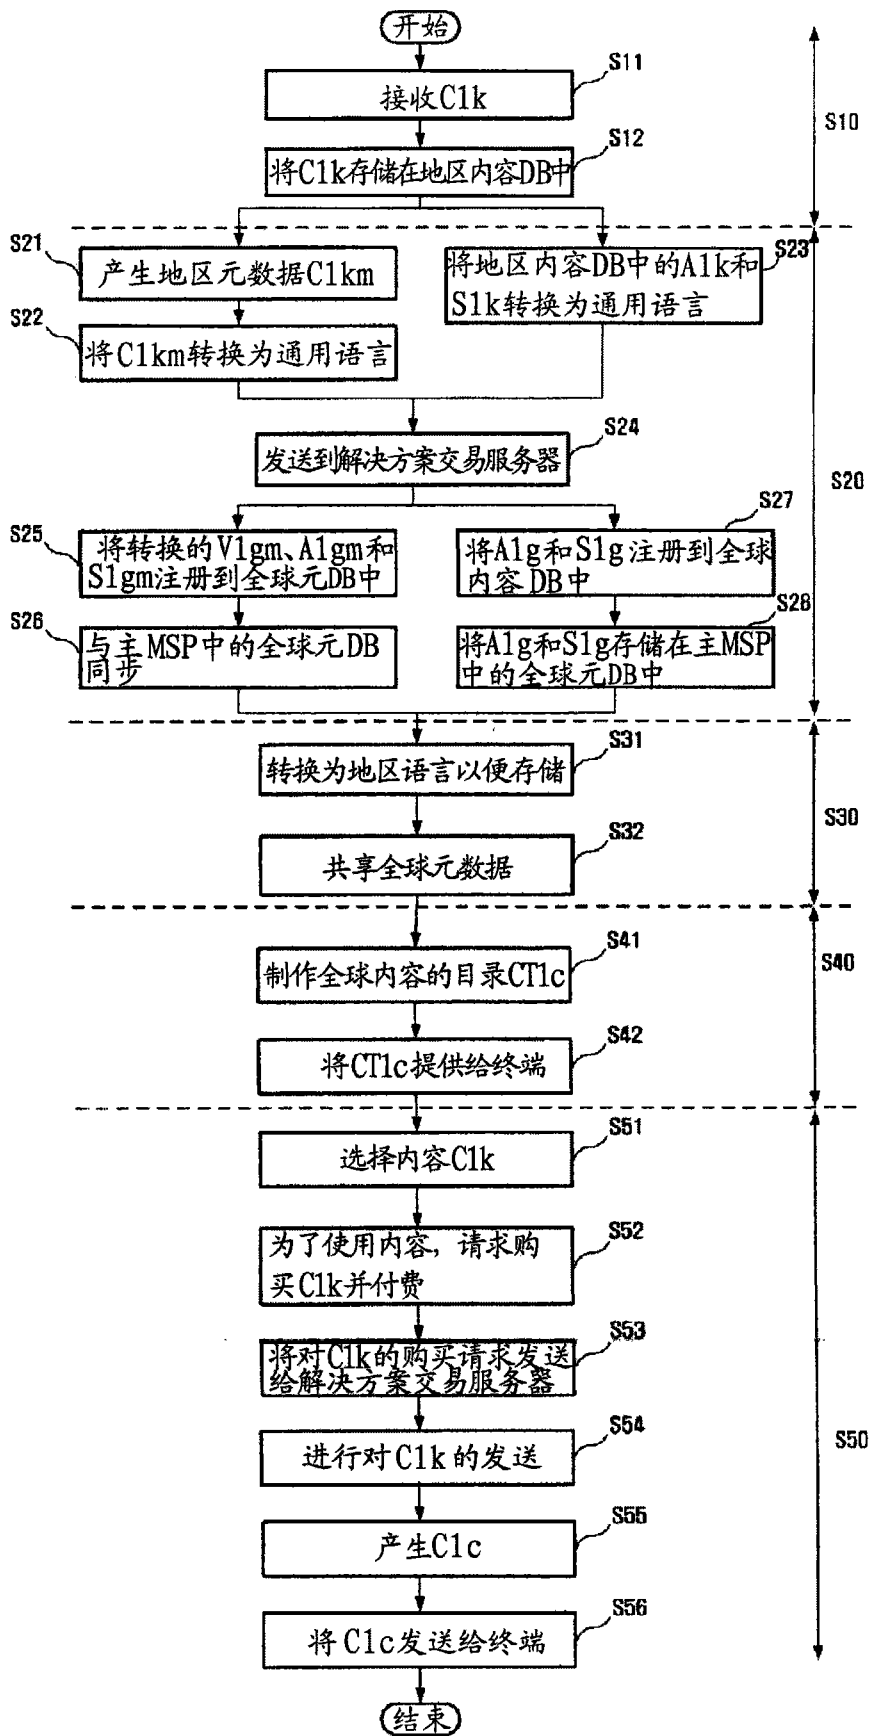 开始
S11
接收C1k
S10
S12
将C1k存储在地区内容DB中
S21
产生地区元数据C1km
S23
将地区内容DB中的A1k和
S1k转换为通用语言
S22
将C1km转换为通用语言
S24
发送到解决方案交易服务器
S20
S25
将转换的V1gm、A1gm和
S1gm注册到全球元DB中
S27
将A1g和S1g注册到全球
内容DB中
S26
与主MSP中的全球元DB
同步
S28
将A1g和S1g存储在主MSP
中的全球元DB中
S31
转换为地区语言以便存储
S30
S32
共享全球元数据
S41
制作全球内容的目录CT1c
S40
S42
将CT1c提供给终端
S51
选择内容C1k
S52
为了使用内容，请求购
买C1k并付费
S53
将对C1k的购买请求发送
给解决方案交易服务器
S54
进行对C1k的发送
S50
S55
产生C1c
S56
将C1c发送给终端
结束